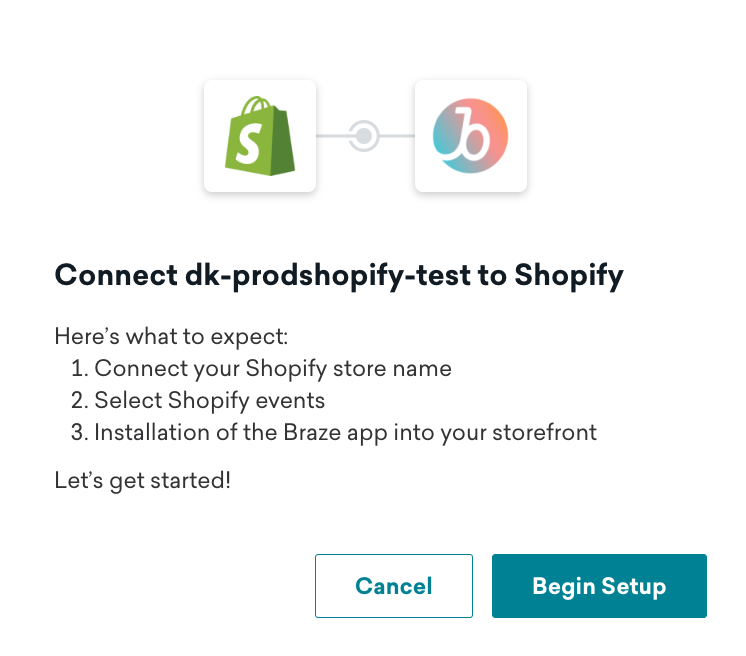 Connect dk-prodshopify-test to Shopify
Here’s what to expect:
1. Connect your Shopify store name
2. Select Shopify events
3. Installation of the Braze app into your storefront
Let’s get started!
Cancel
Begin Setup